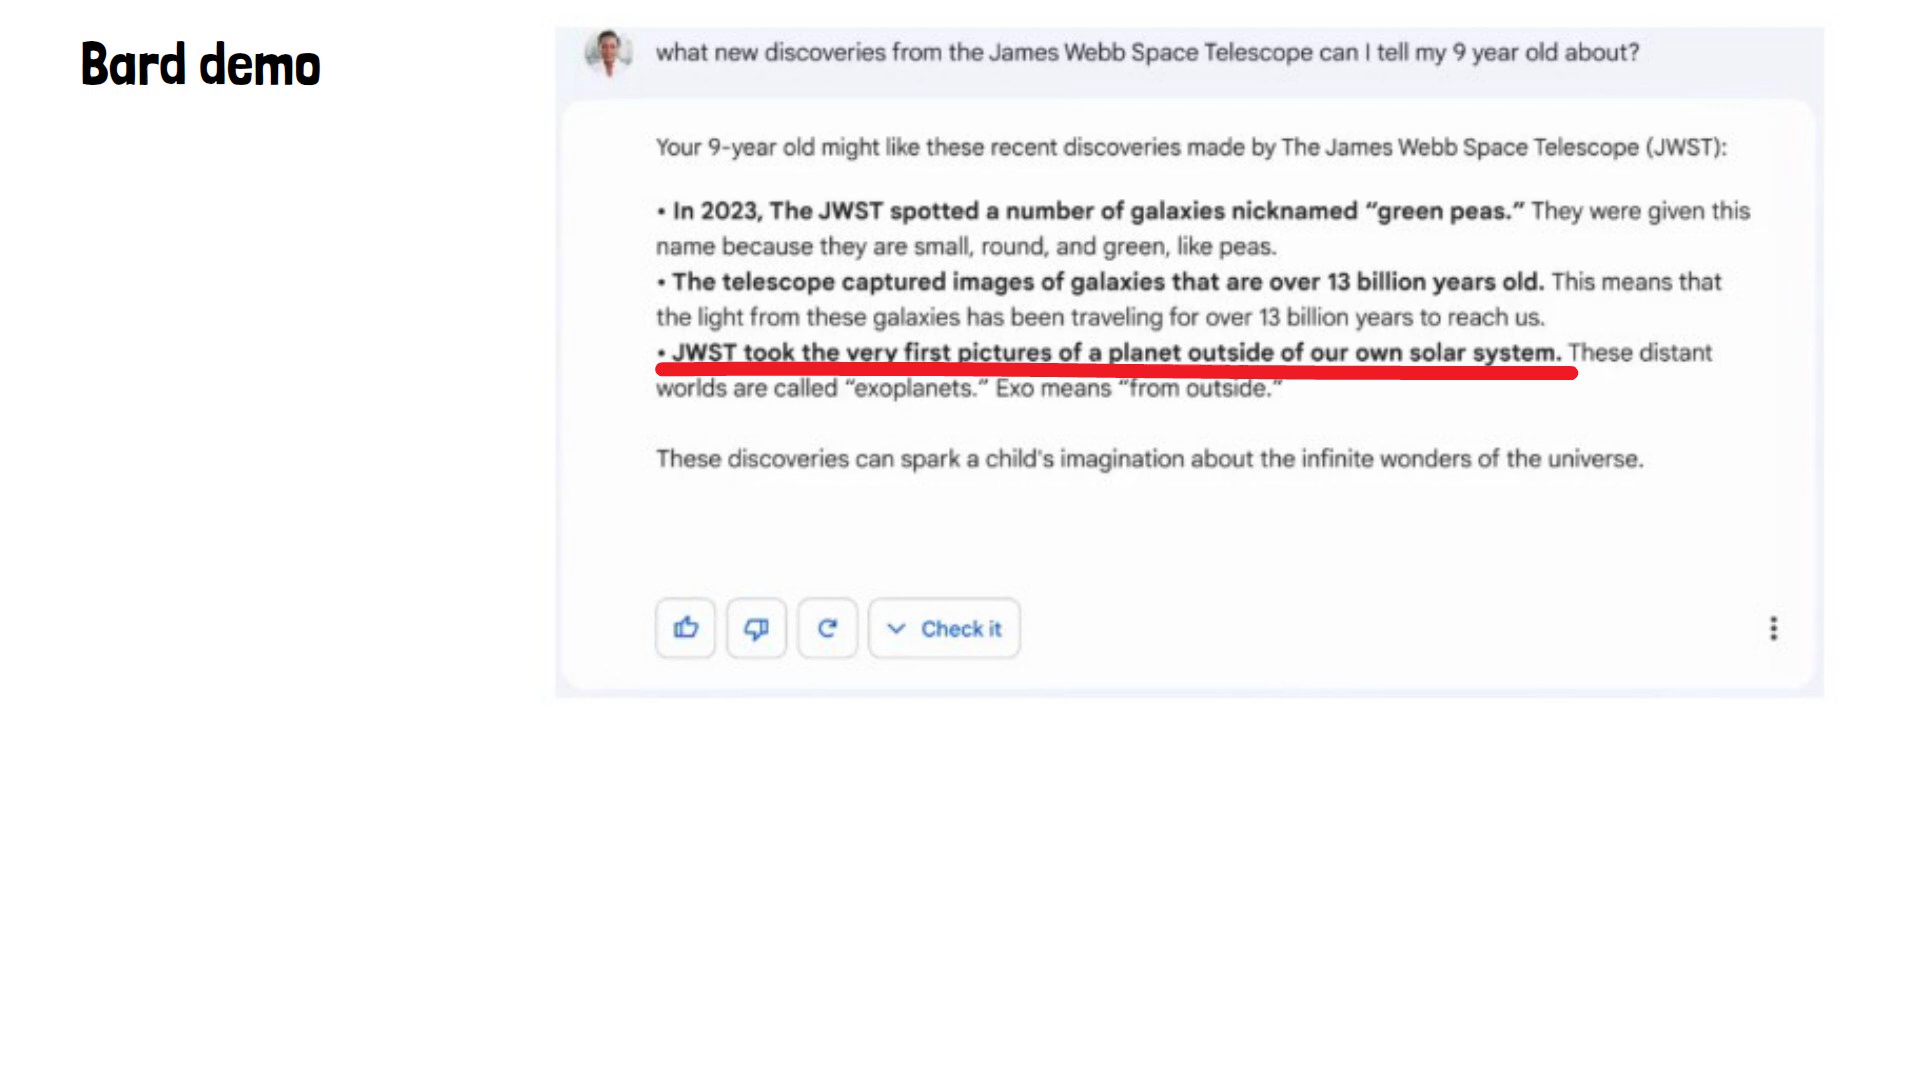 Bard demo
what new discoveries from the James Webb Space Telescope can I tell my 9 year old about?
Your 9-year old might like these recent discoveries made by The James Webb Space Telescope (JWST):
• In 2023, The JWST spotted a number of galaxies nicknamed “green peas.” They were given this
name because they are small, round, and green, like peas.
• The telescope captured images of galaxies that are over 13 billion years old. This means that
the light from these galaxies has been traveling for over 13 billion years to reach us.
• JWST took the very first pictures of a planet outside of our own solar system. These distant
worlds are called “exoplanets.” Exo means “from outside.”
These discoveries can spark a child's imagination about the infinite wonders of the universe.
Check it